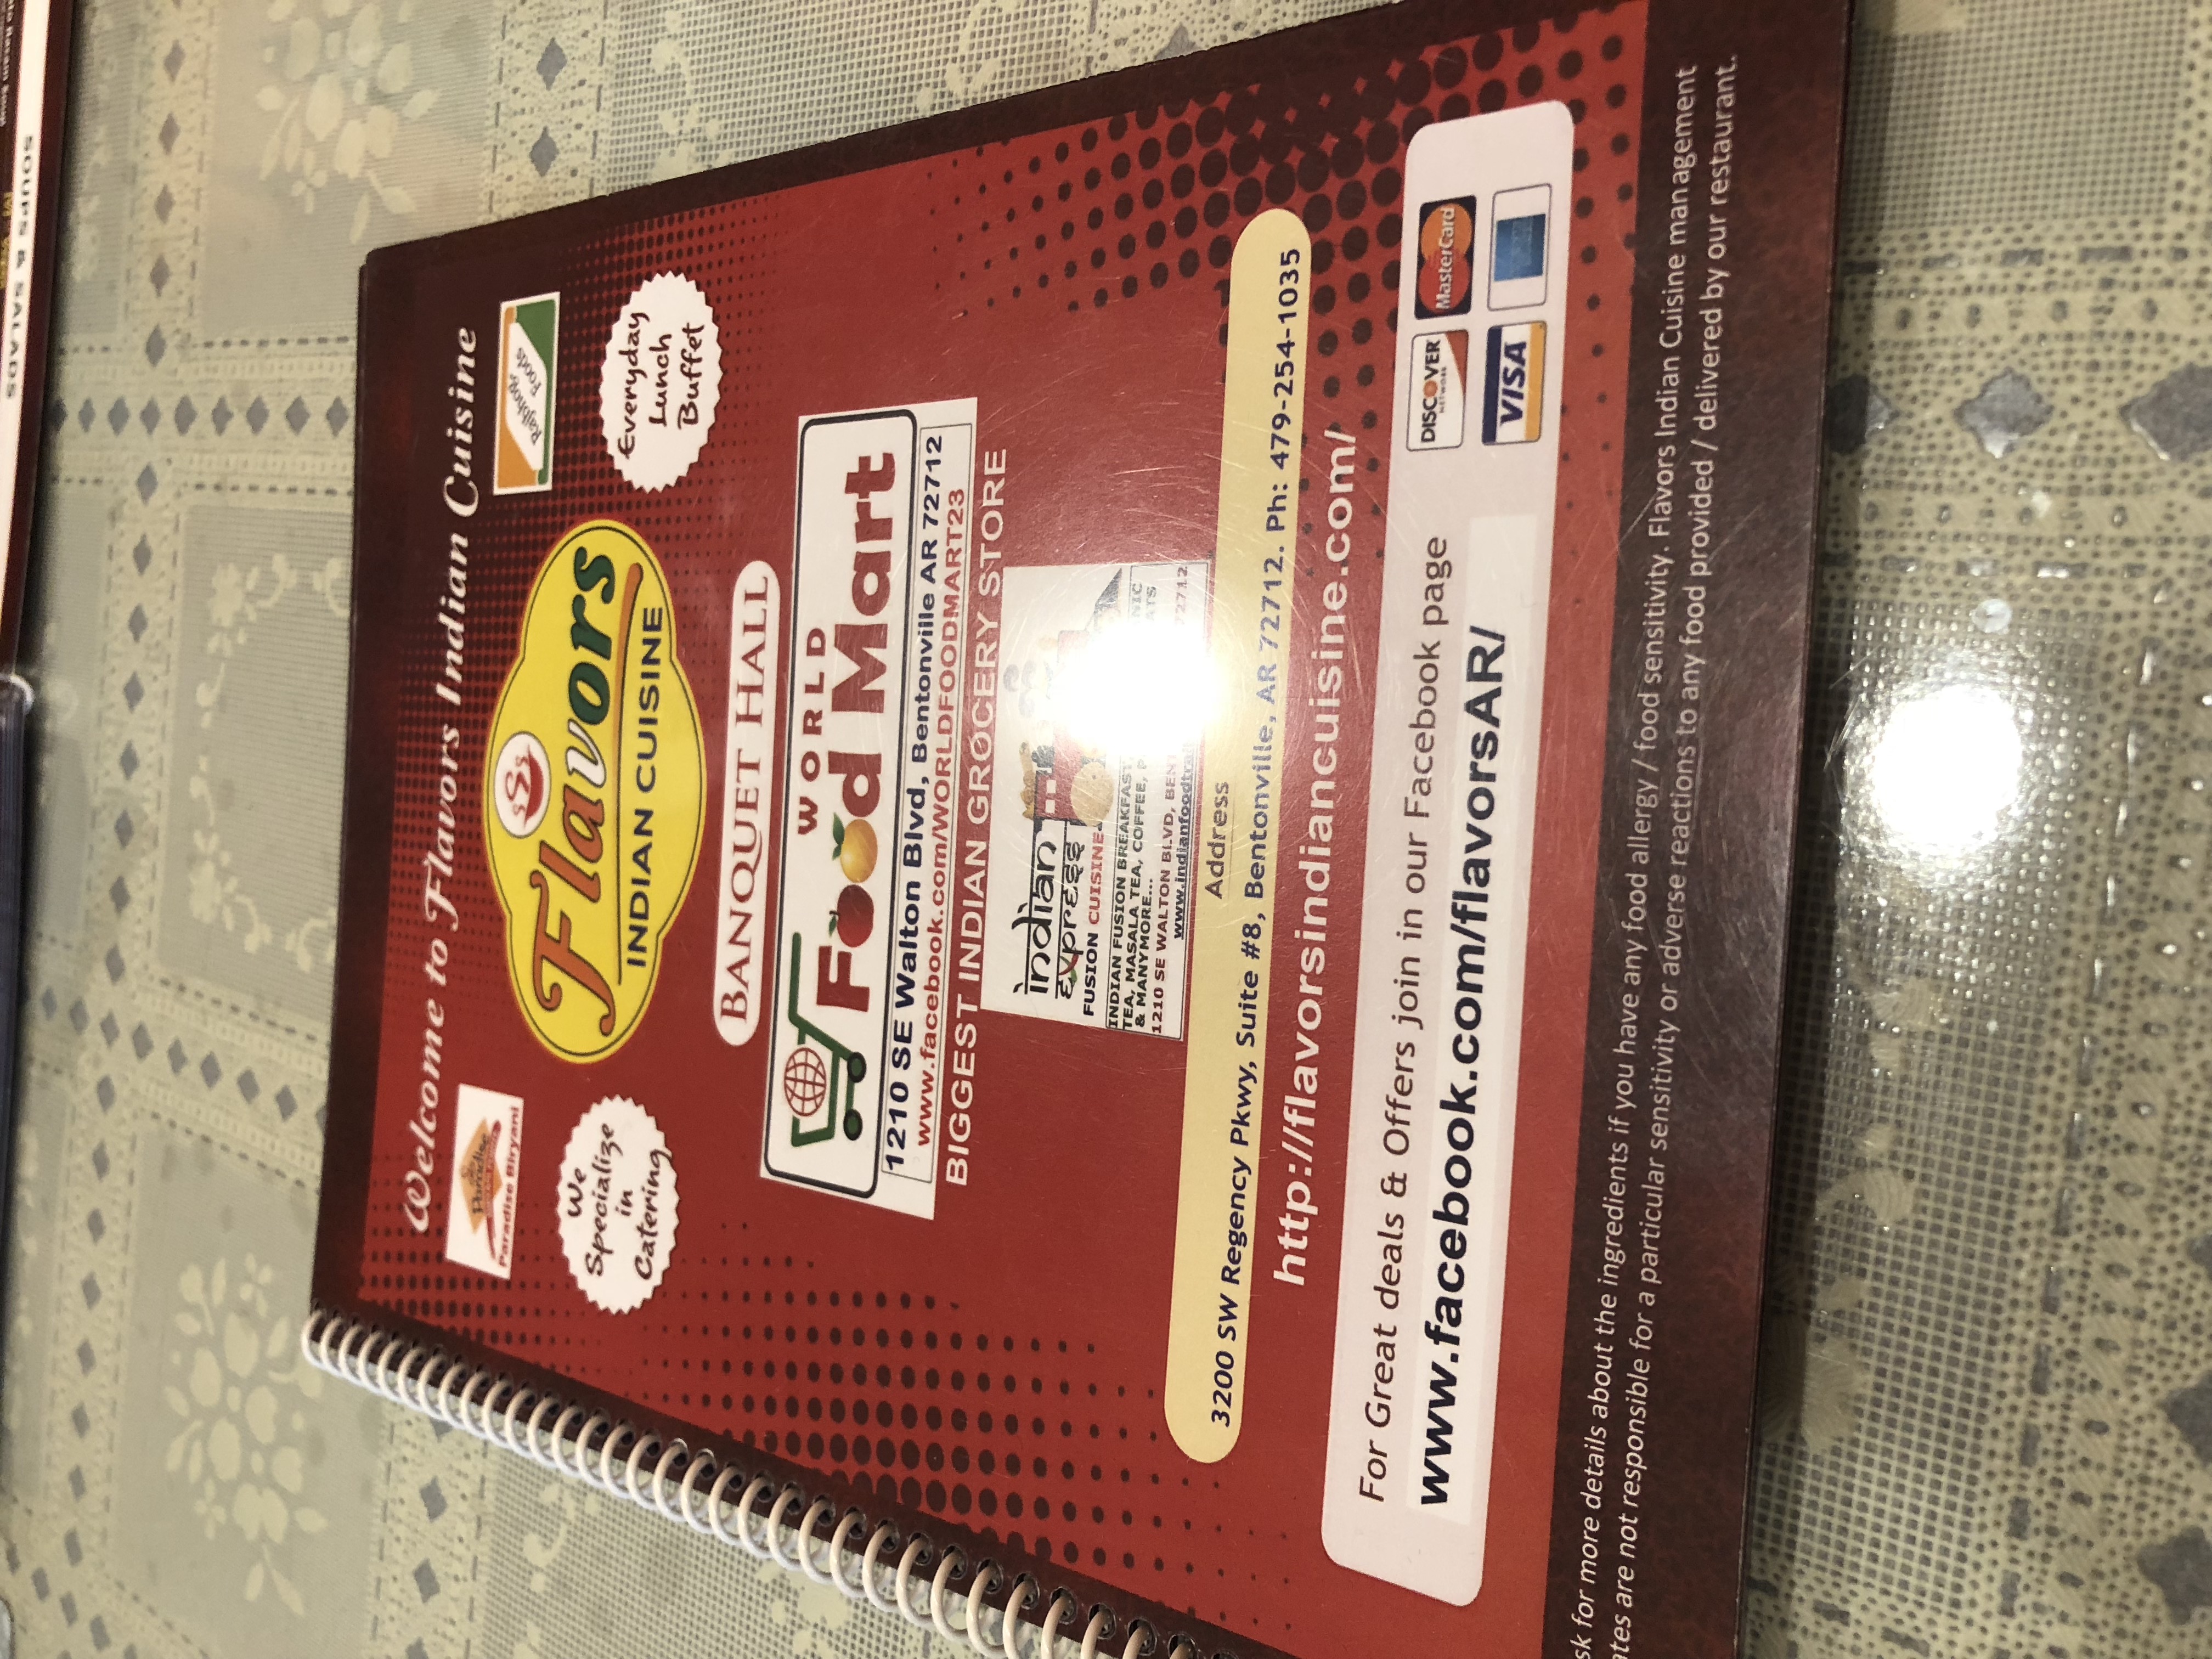 SOUPS & SALADS
Welcome to Flavors Indian Cuisine
Paradise
Paradise Biryani
Rajbhog
Foods
Flavors
INDIAN CUISINE
We
Specialize
in
Catering
Everyday
Lunch
Buffet
BANQUET HALL
WORLD
Food Mart
1210 SE Walton Blvd, Bentonville AR 72712
www.facebook.com/WORLDFOODMART23
BIGGEST INDIAN GROCERY STORE
indian
express
FUSION CUISINE
INDIAN FUSION BREAKFAST
TEA, MASALA TEA, COFFEE,
& MANYMORE...
1210 SE WALTON BLVD, 72712
Address
3200 SW Regency Pkwy, Suite #8, Bentonville, AR 72712. Ph: 479-254-1035
http://flavorsindiancuisine.com/
For Great deals & Offers join in our Facebook page
www.facebook.com/flavorsAR/
DISCOVER
NETWORK
MasterCard
VISA
sk for more details about the ingredients if you have any food allergy / food sensitivity. Flavors Indian Cuisine management
ates are not responsible for a particular sensitivity or adverse reactions to any food provided / delivered by our restaurant.